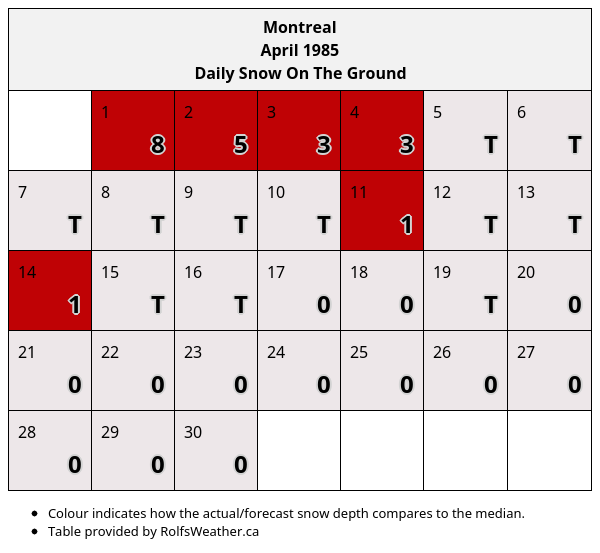 Montreal
April 1985
Daily Snow On The Ground
1 2 3 4 5 6
8 5 3 3 T T
7 8 9 10 11 12 13
T T T T 1 T T
14 15 16 17 18 19 20
1 T T 0 0 T 0
21 22 23 24 25 26 27
0 0 0 0 0 0 0
28 29 30
0 0 0
• Colour indicates how the actual/forecast snow depth compares to the median.
• Table provided by RolfsWeather.ca